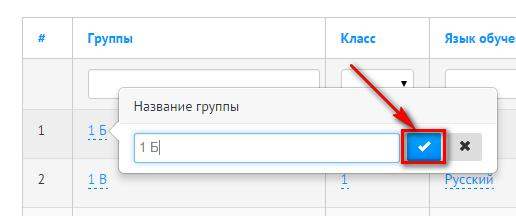 # Группы Класс Язык обуче
Название группы
1 1 Б
1 Б
2 1 В 1 Русский